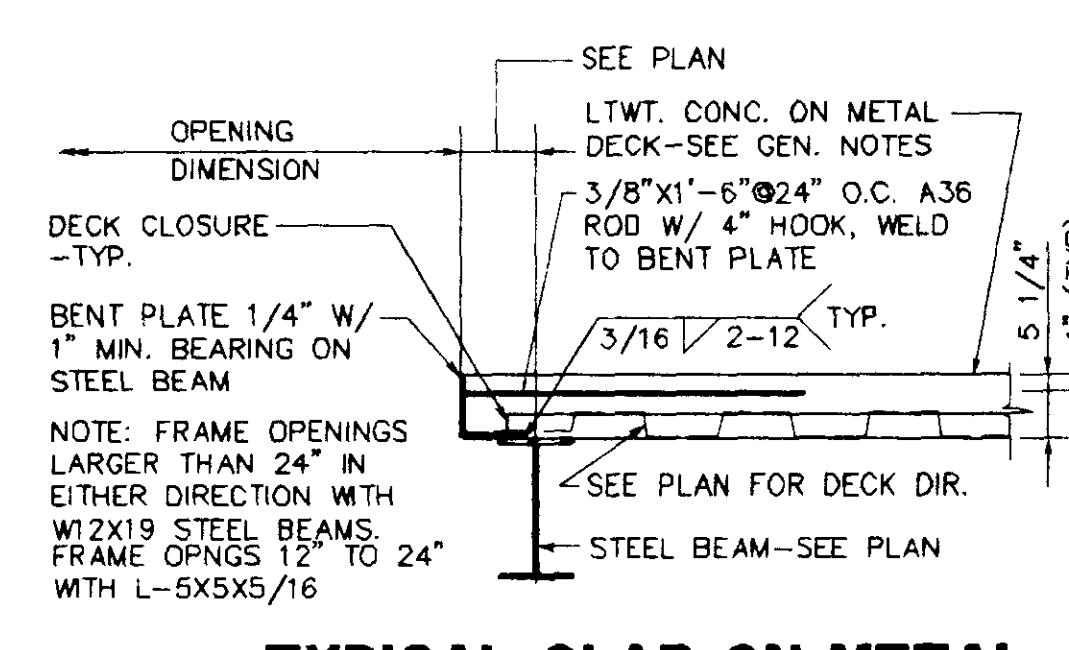 SEE PLAN
LTWT. CONC. ON METAL
DECK-SEE GEN. NOTES
OPENING
DIMENSION
3/8"X1'-6"@24" O.C. A36
ROD W/ 4" HOOK, WELD
TO BENT PLATE
DECK CLOSURE
-TYP.
BENT PLATE 1/4" W/
1" MIN. BEARING ON
STEEL BEAM
3/16 2-12 TYP.
5 1/4"
NOTE: FRAME OPENINGS
LARGER THAN 24" IN
EITHER DIRECTION WITH
W12X19 STEEL BEAMS.
FRAME OPNGS 12" TO 24"
WITH L-5X5X5/16
SEE PLAN FOR DECK DIR.
STEEL BEAM-SEE PLAN
TYPICAL SLAB ON METAL